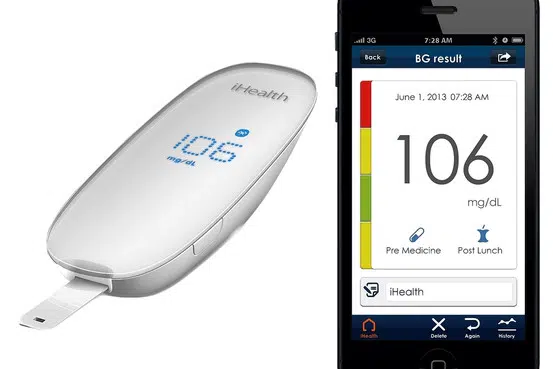 iHealth
106
mg/dL
3G 7:28 AM
Back BG result
June 1, 2013 07:28 AM
106
mg/dL
Pre Medicine Post Lunch
iHealth
iHealth Delete Again History